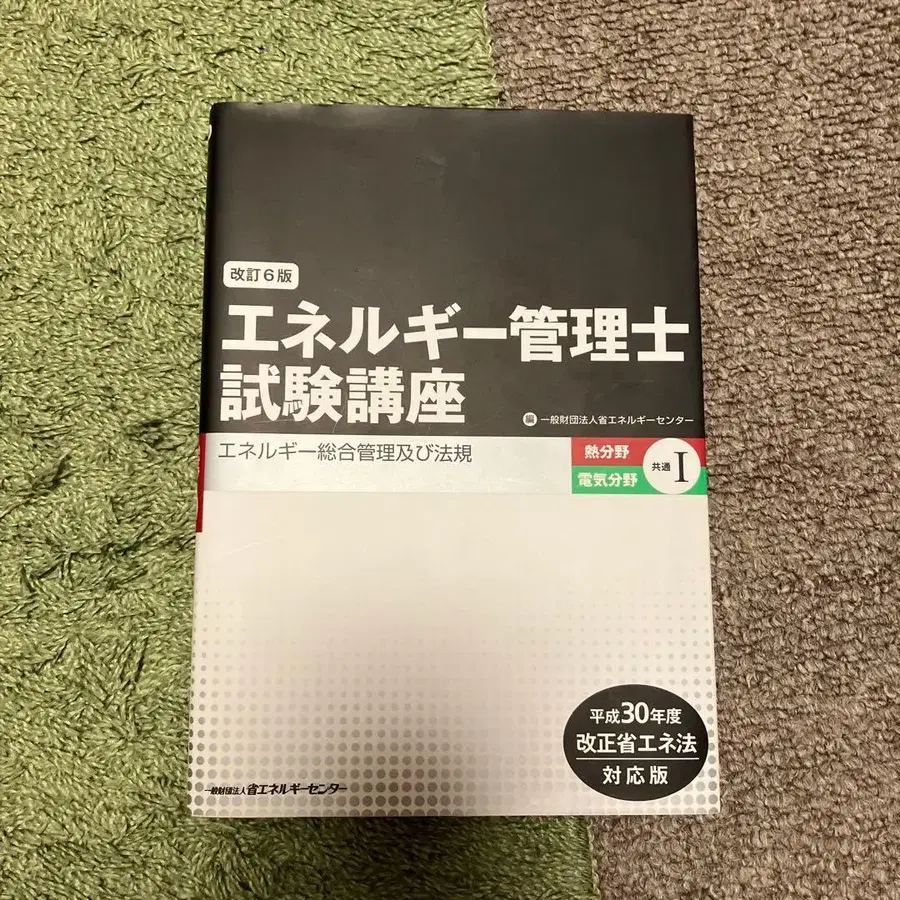 改訂6版
エネルギー管理士
試験講座
編 一般財団法人省エネルギーセンター
エネルギー総合管理及び法規
熱分野
電気分野
共通 I
平成30年度
改正省エネ法
対応版
一般財団法人 省エネルギーセンター